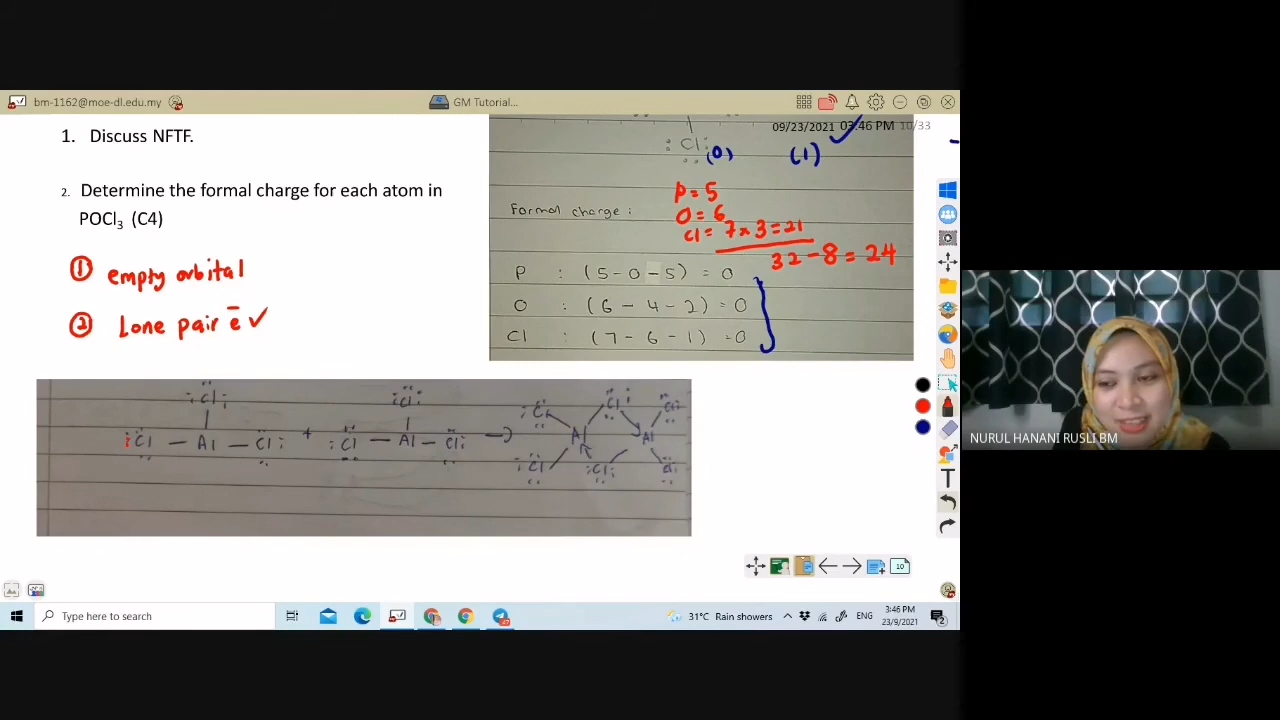 bm-1162@moe-dl.edu.my
GM Tutorial...
09/23/2021 03:46 PM 10/33
1. Discuss NFTF.
2. Determine the formal charge for each atom in
POCl₃ (C4)
① empty orbital
② Lone pair ē ✓
:Cl: (0) (1) ✓
Formal charge:
P = 5
O = 6
Cl = 7 x 3 = 21
32 - 8 = 24
P : (5 - 0 - 5) = 0
O : (6 - 4 - 2) = 0
Cl : (7 - 6 - 1) = 0
:Cl: :Cl: :Cl: :Cl: :Cl:
:Cl - Al - Cl: + :Cl - Al - Cl: → Al Al
:Cl: :Cl: :Cl:
NURUL HANANI RUSLI BM
T
10
Type here to search
31°C Rain showers
ENG
3:46 PM
23/9/2021
2